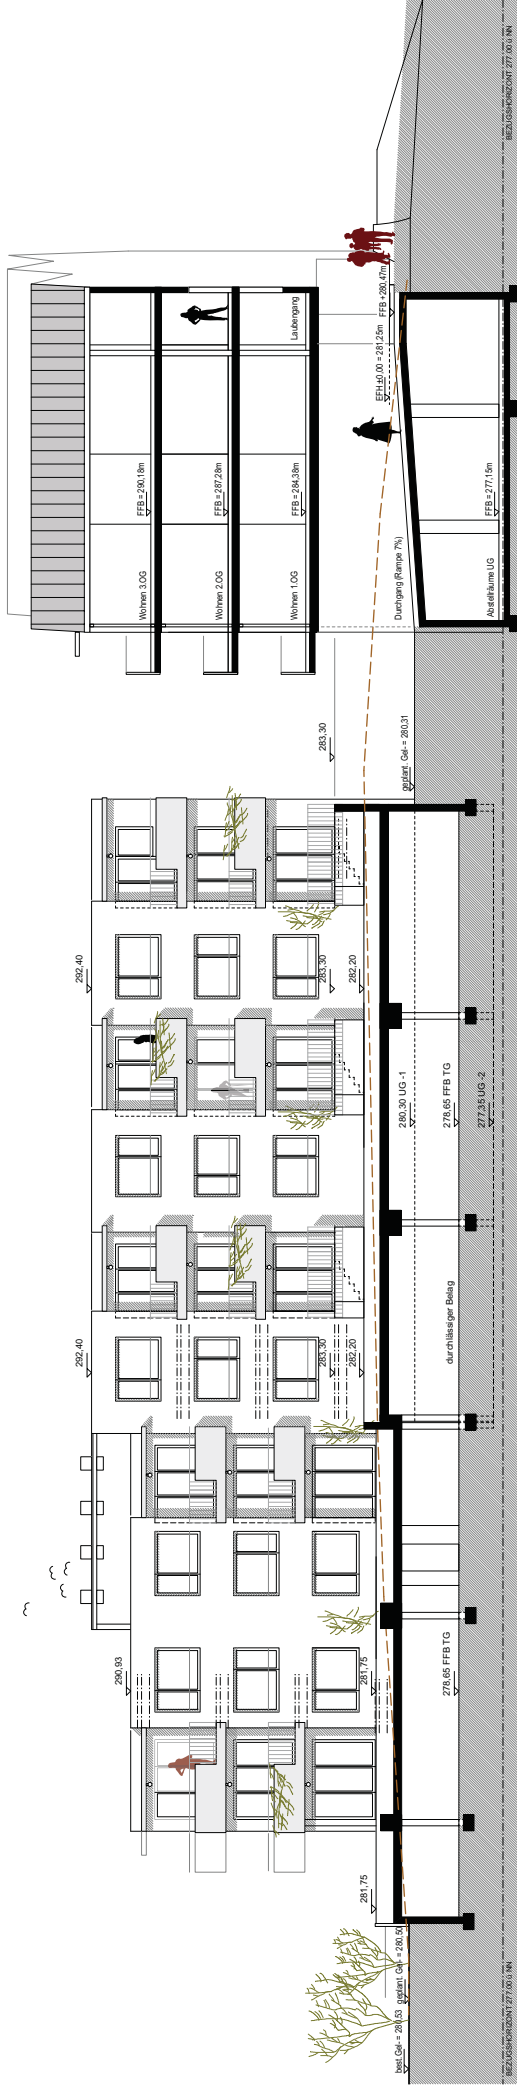 BEZUGSHORIZONT 277.00 ü NN
FFB +280,47m
EFH ±0,00 = 281,25m
Laubengang
FFB = 290,18m
FFB = 287,28m
FFB = 284,38m
FFB = 277,15m
Wohnen 3.OG
Wohnen 2.OG
Wohnen 1.OG
Durchgang (Rampe 7%)
Abstellräume UG
283,30
geplant. Gel- = 280,31
292,40
283,30
282,20
280,30 UG -1
278,65 FFB TG
277,35 UG -2
292,40
283,30
282,20
durchlässiger Belag
290,93
281,75
278,65 FFB TG
281,75
best. Gel- = 280,53
geplant. Gel- = 280,50
BEZUGSHORIZONT 277.00 ü NN